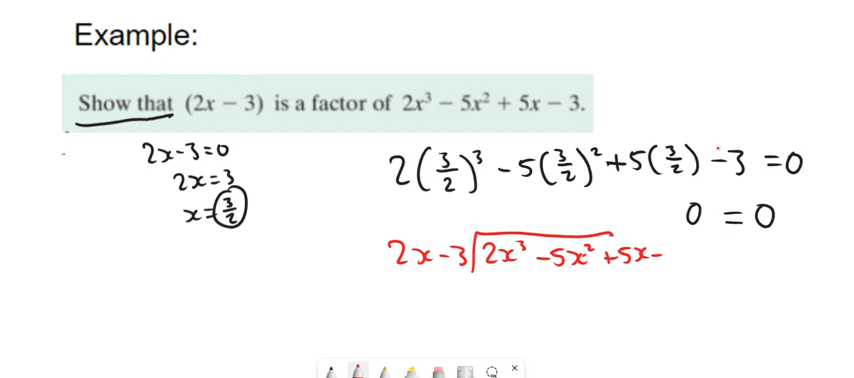 Example:
Show that (2x − 3) is a factor of 2x³ − 5x² + 5x − 3.
2x-3=0
2x=3
x=3/2
2(3/2)³ -5(3/2)² +5(3/2) -3 =0
0 = 0
2x-3 2x³ -5x² +5x-